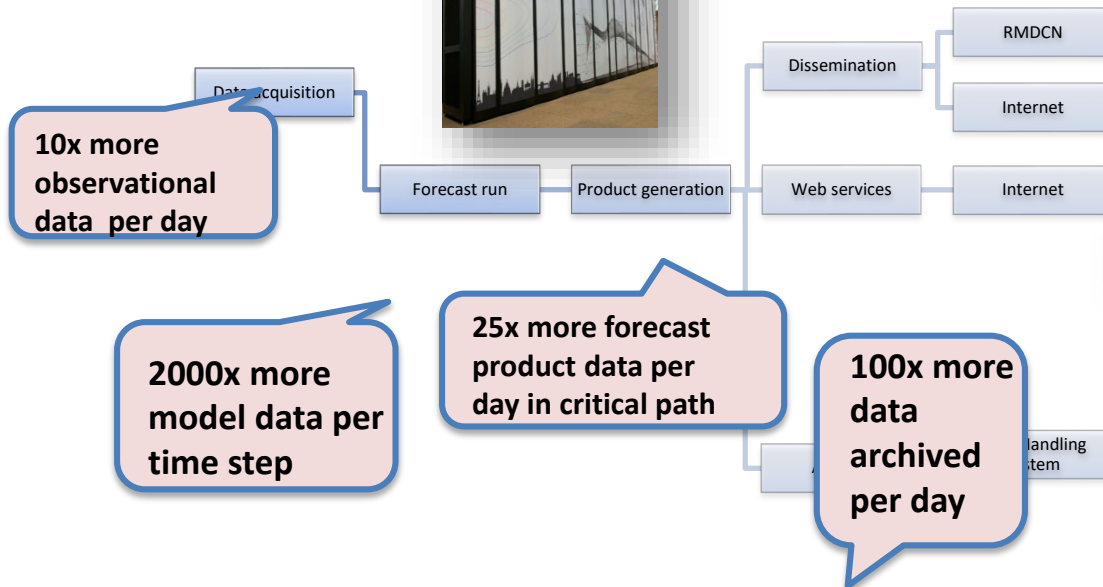 RMDCN
Dissemination
Data acquisition
Internet
10x more
observational
data per day
Forecast run
Product generation
Web services
Internet
25x more forecast
product data per
day in critical path
2000x more
model data per
time step
100x more
data
archived
per day